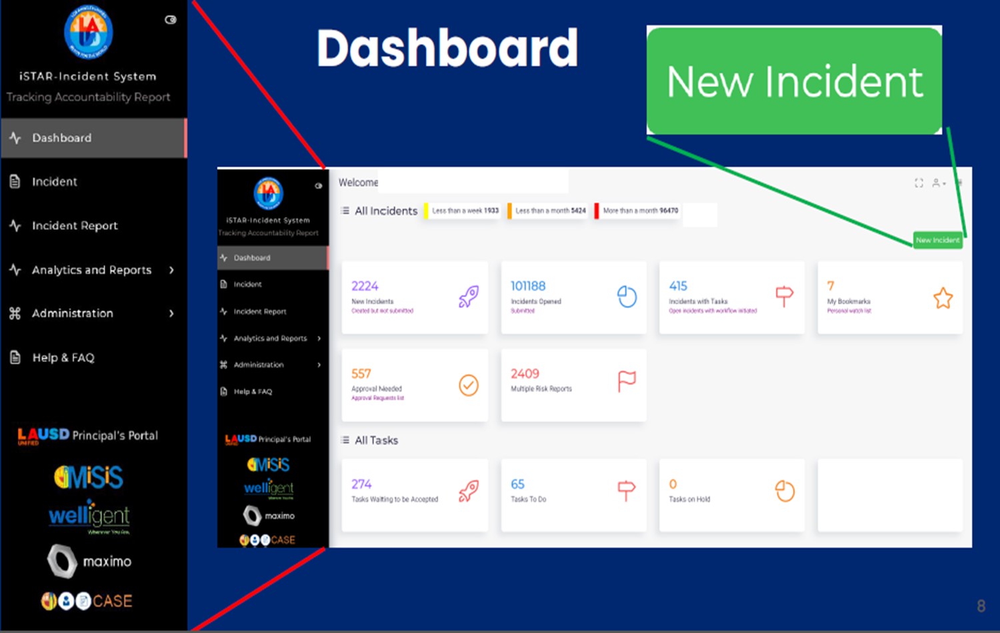 iSTAR-Incident System
Tracking Accountability Report
Dashboard
Incident
Incident Report
Analytics and Reports
Administration
Help & FAQ
LAUSD Principal's Portal
UNIFIED
MiSiS
welligent
Wherever You Are.
maximo
CASE
Dashboard
New Incident
iSTAR-Incident System
Tracking Accountability Report
Dashboard
Incident
Incident Report
Analytics and Reports
Administration
Help & FAQ
LAUSD Principal's Portal
UNIFIED
MiSiS
welligent
maximo
CASE
Welcome
All Incidents
Less than a week 1933
Less than a month 5424
More than a month 96470
New Incident
2224
New Incidents
Created but not submitted
101188
Incidents Opened
Submitted
415
Incidents with Tasks
Open incidents with workflow initiated
7
My Bookmarks
Personal watch list
557
Approval Needed
Approval Requests list
2409
Multiple Risk Reports
All Tasks
274
Tasks Waiting to be Accepted
65
Tasks To Do
0
Tasks on Hold
8